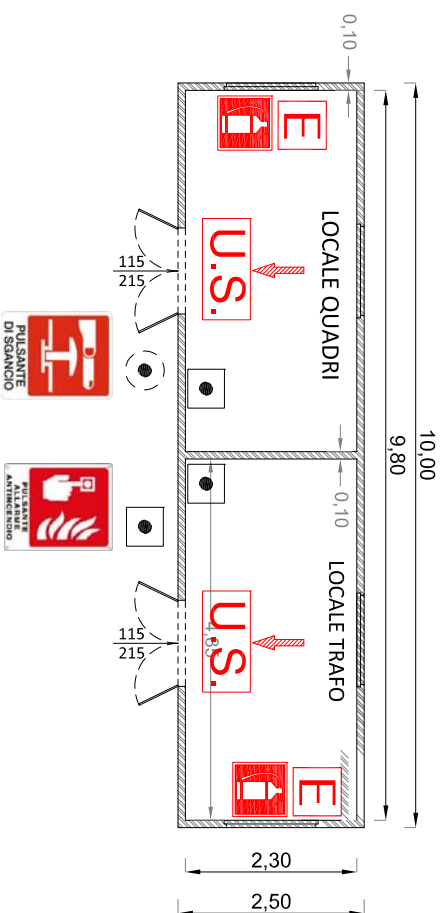 0,10
10,00
9,80
LOCALE QUADRI
E
U.S.
115
215
0,10
LOCALE TRAFO
E
U.S.
4,85
115
215
2,30
2,50
PULSANTE
DI SGANCIO
PULSANTE
ALLARME
ANTINCENDIO